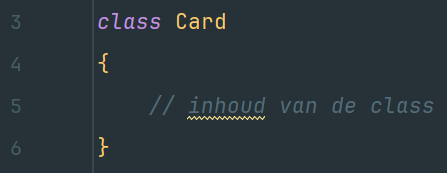 3 class Card
4 {
5 // inhoud van de class
6 }